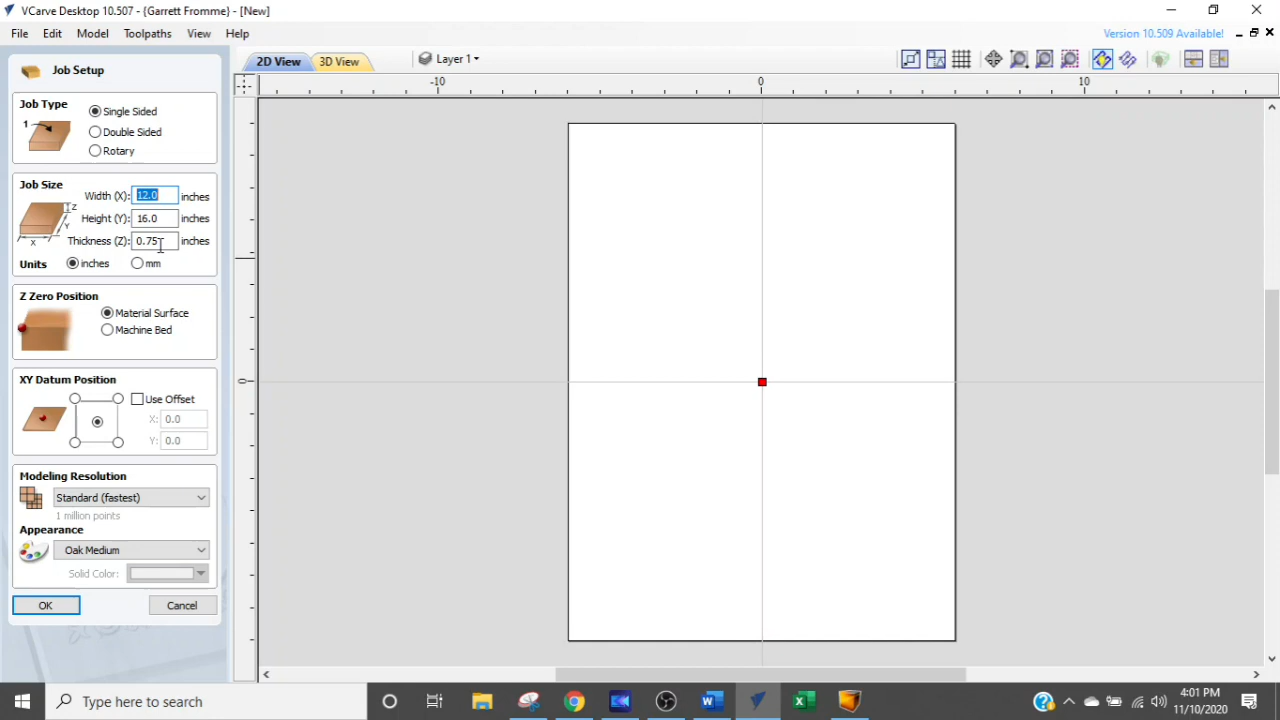 VCarve Desktop 10.507 - {Garrett Fromme} - [New]
File Edit Model Toolpaths View Help
Version 10.509 Available!
Job Setup
2D View 3D View Layer 1
-10 0 10
Job Type
1
Single Sided
Double Sided
Rotary
Job Size
Width (X): 12.0 inches
Height (Y): 16.0 inches
Thickness (Z): 0.75 inches
Z
Y
X
Units inches mm
0
Z Zero Position
Material Surface
Machine Bed
XY Datum Position
Use Offset
X: 0.0
Y: 0.0
Modeling Resolution
Standard (fastest)
1 million points
Appearance
Oak Medium
Solid Color:
OK Cancel
Type here to search
4:01 PM
11/10/2020